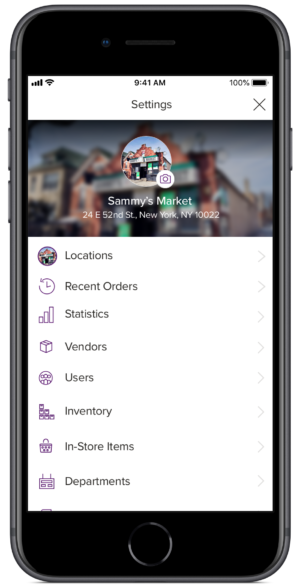 9:41 AM
100%
Settings
Sammy's Market
24 E 52nd St., New York, NY 10022
Locations
Recent Orders
Statistics
Vendors
Users
Inventory
In-Store Items
Departments